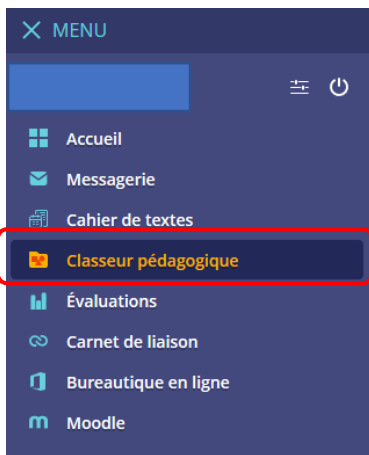 MENU
Accueil
Messagerie
Cahier de textes
Classeur pédagogique
Évaluations
Carnet de liaison
Bureautique en ligne
Moodle